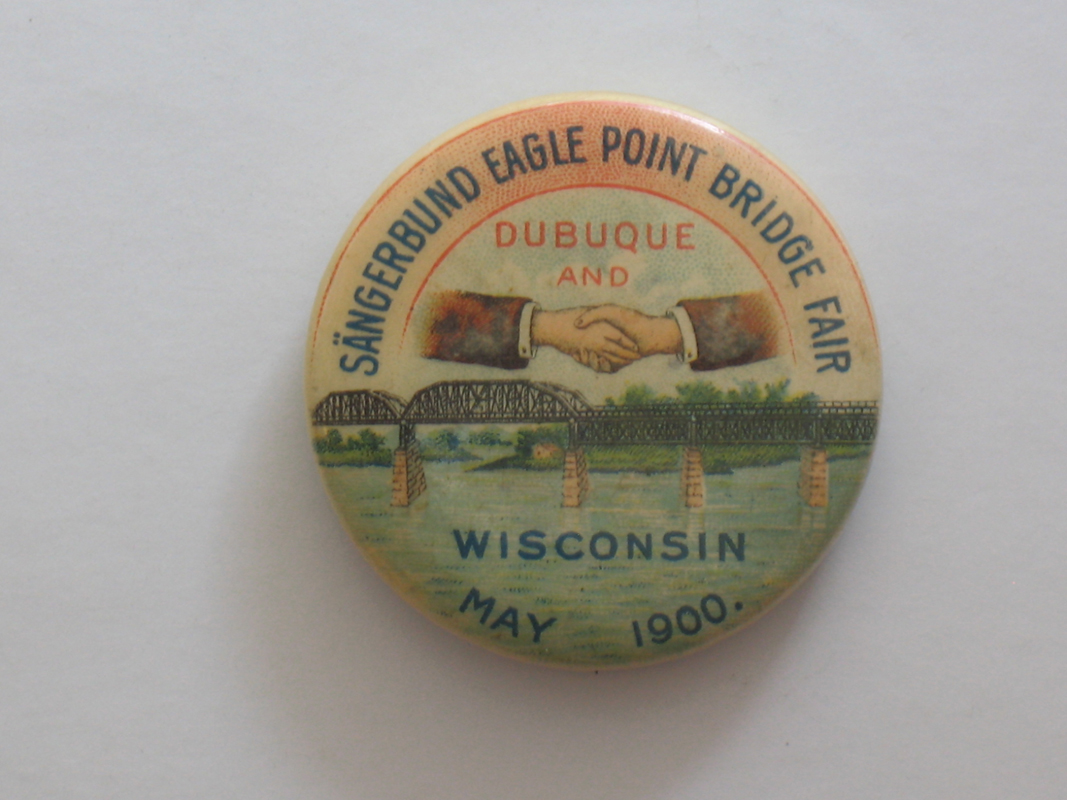 SÄNGERBUND EAGLE POINT BRIDGE FAIR
DUBUQUE
AND
WISCONSIN
MAY 1900.